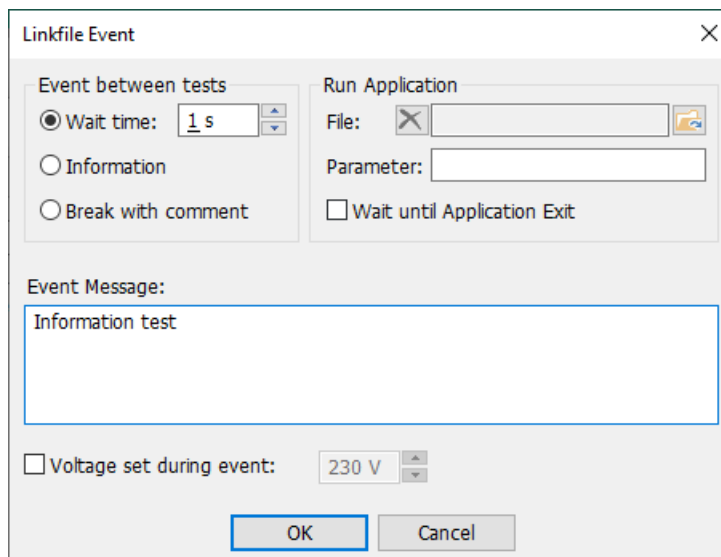 Linkfile Event
Event between tests
Wait time: 1 s
Information
Break with comment
Run Application
File:
Parameter:
Wait until Application Exit
Event Message:
Information test
Voltage set during event: 230 V
OK Cancel